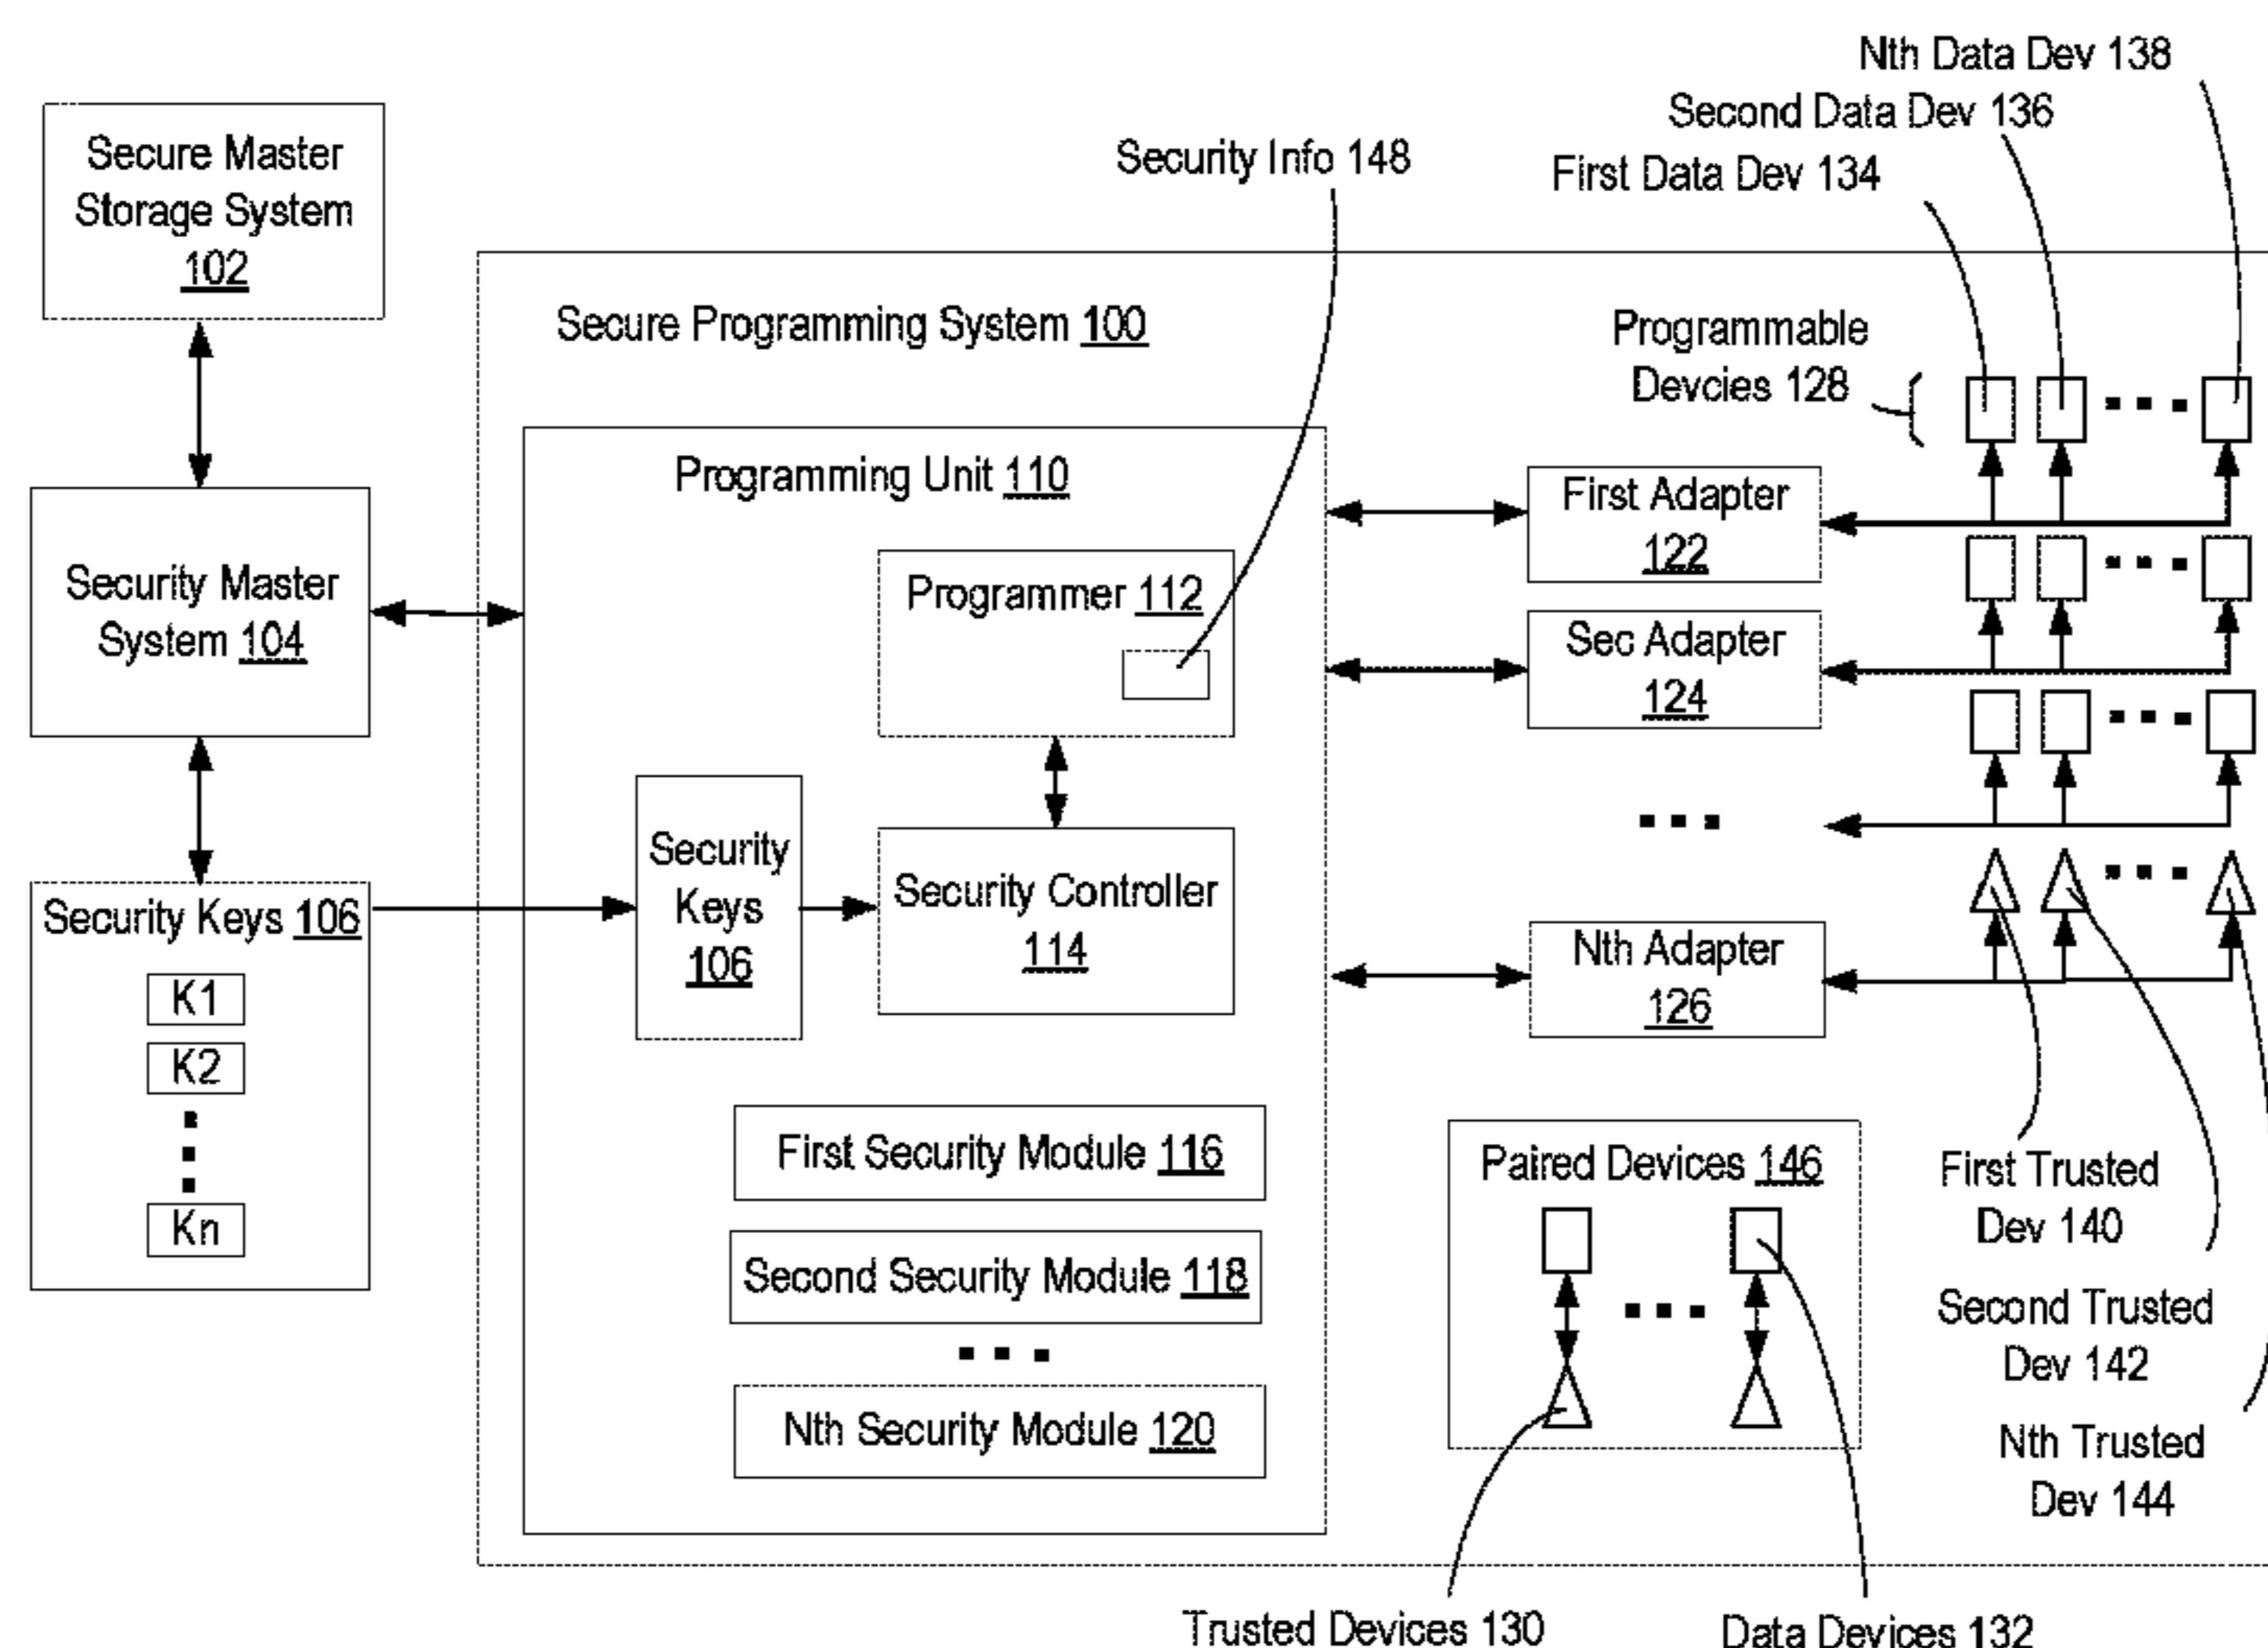 Nth Data Dev 138
Second Data Dev 136
First Data Dev 134
Security Info 148
Secure Master
Storage System
102
Secure Programming System 100
Programmable
Devcies 128
Programming Unit 110
First Adapter
122
Security Master
System 104
Programmer 112
Sec Adapter
124
Security Keys 106
K1
K2
Kn
Security
Keys
106
Security Controller
114
Nth Adapter
126
First Security Module 116
Second Security Module 118
Nth Security Module 120
Paired Devices 146
First Trusted
Dev 140
Second Trusted
Dev 142
Nth Trusted
Dev 144
Trusted Devices 130
Data Devices 132